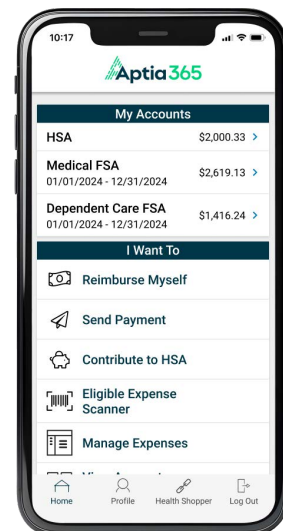 10:17
Aptia365
My Accounts
HSA
$2,000.33
Medical FSA
01/01/2024 - 12/31/2024
$2,619.13
Dependent Care FSA
01/01/2024 - 12/31/2024
$1,416.24
I Want To
Reimburse Myself
Send Payment
Contribute to HSA
Eligible Expense
Scanner
Manage Expenses
Home
Profile
Health Shopper
Log Out